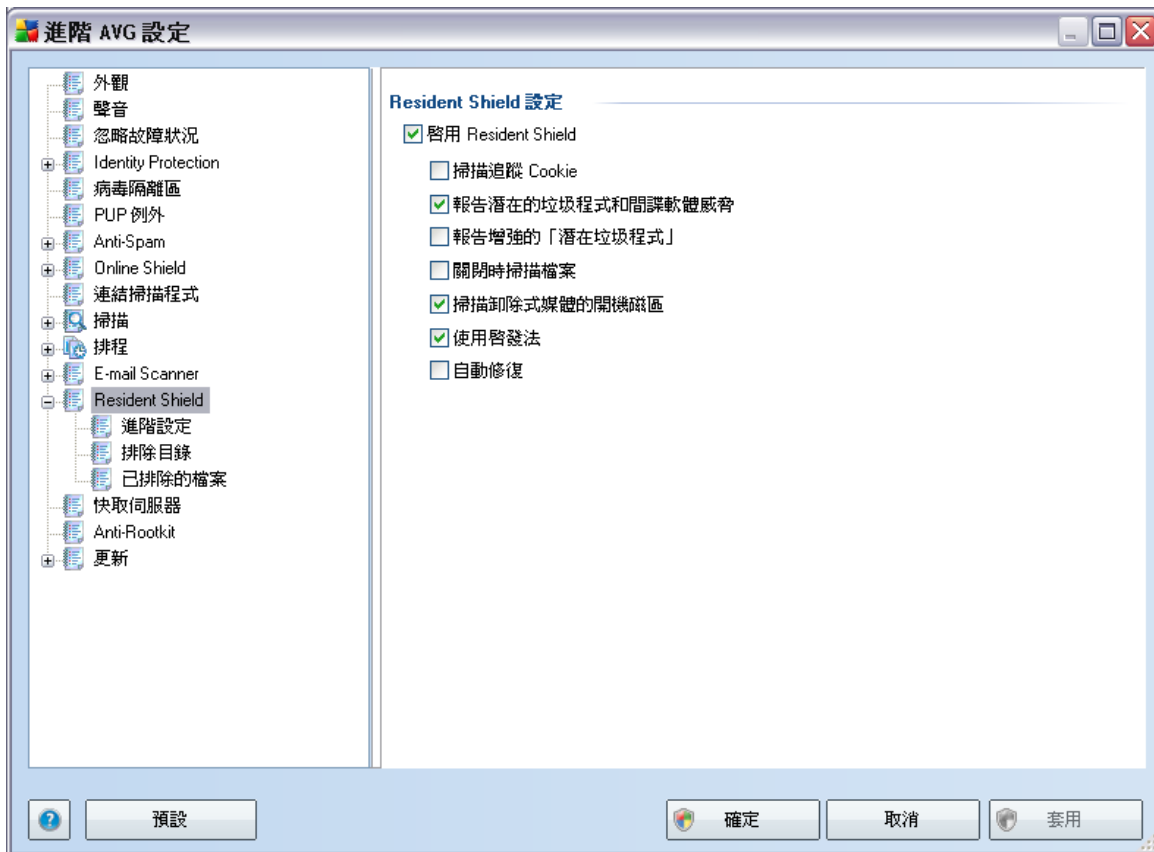 進階 AVG 設定
外觀
聲音
忽略故障狀況
Identity Protection
病毒隔離區
PUP 例外
Anti-Spam
Online Shield
連結掃描程式
掃描
排程
E-mail Scanner
Resident Shield
進階設定
排除目錄
已排除的檔案
快取伺服器
Anti-Rootkit
更新
Resident Shield 設定
啓用 Resident Shield
掃描追蹤 Cookie
報告潛在的垃圾程式和間諜軟體威脅
報告增強的「潛在垃圾程式」
關閉時掃描檔案
掃描卸除式媒體的開機磁區
使用啓發法
自動修復
預設
確定
取消
套用